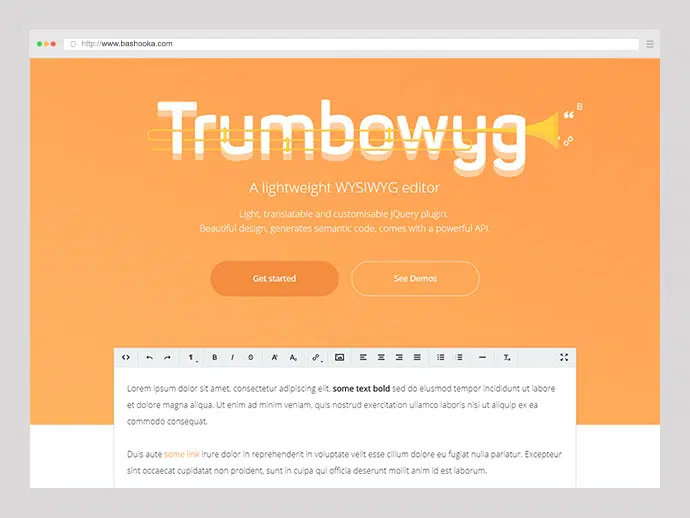 http://www.bashooka.com
Trumbowyg
B
A lightweight WYSIWYG editor
Light, translatable and customisable jQuery plugin.
Beautiful design, generates semantic code, comes with a powerful API.
Get started
See Demos
B I S
Lorem ipsum dolor sit amet, consectetur adipiscing elit, some text bold sed do eiusmod tempor incididunt ut labore
et dolore magna aliqua. Ut enim ad minim veniam, quis nostrud exercitation ullamco laboris nisi ut aliquip ex ea
commodo consequat.
Duis aute some link irure dolor in reprehenderit in voluptate velit esse cillum dolore eu fugiat nulla pariatur. Excepteur
sint occaecat cupidatat non proident, sunt in culpa qui officia deserunt mollit anim id est laborum.